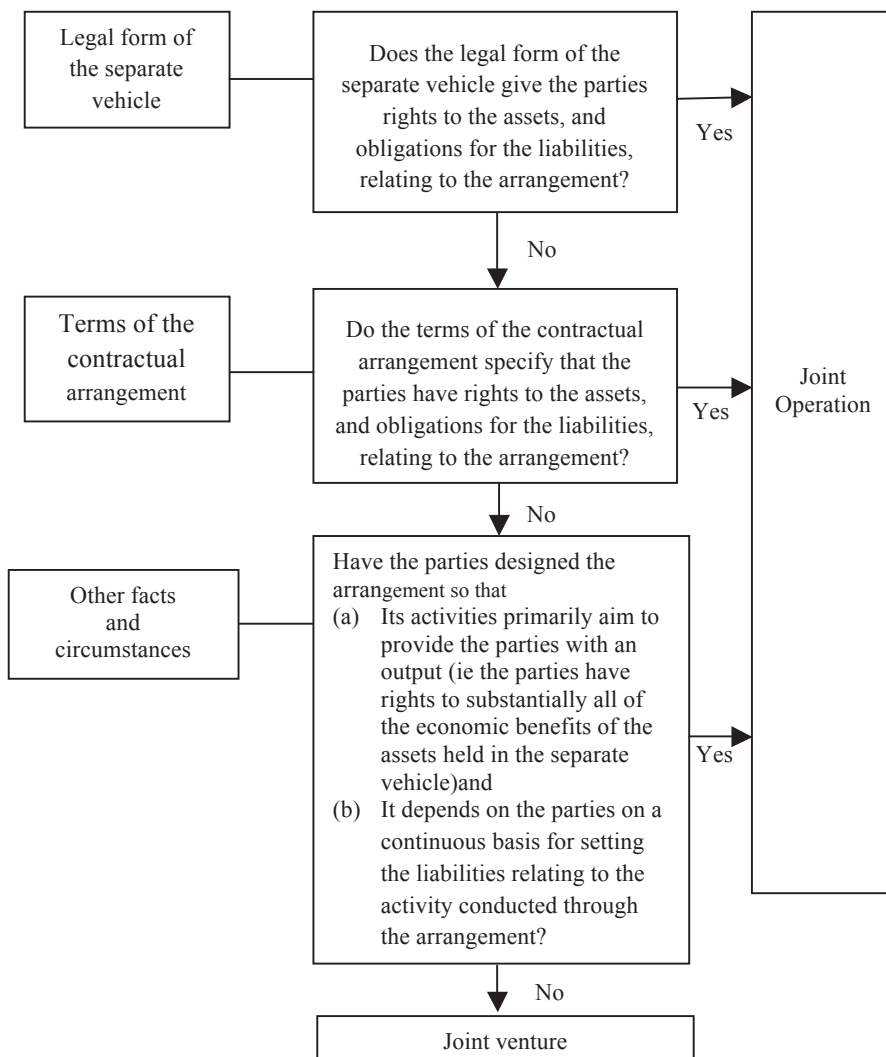 Legal form of
the separate
vehicle
Does the legal form of the
separate vehicle give the parties
rights to the assets, and
obligations for the liabilities,
relating to the arrangement?
Yes
No
Terms of the
contractual
arrangement
Do the terms of the contractual
arrangement specify that the
parties have rights to the assets,
and obligations for the liabilities,
relating to the arrangement?
Yes
Joint
Operation
No
Other facts
and
circumstances
Have the parties designed the
arrangement so that
(a) Its activities primarily aim to
provide the parties with an
output (ie the parties have
rights to substantially all of
the economic benefits of the
assets held in the separate
vehicle)and
(b) It depends on the parties on a
continuous basis for setting
the liabilities relating to the
activity conducted through
the arrangement?
Yes
No
Joint venture